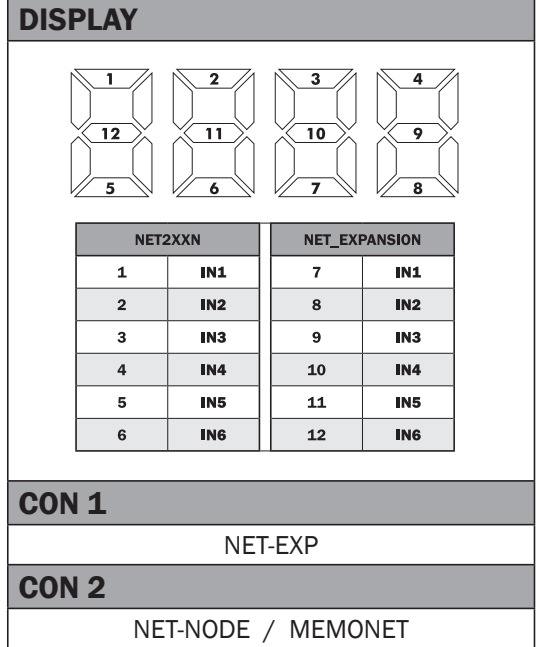 DISPLAY
1 2 3 4
12 11 10 9
5 6 7 8
NET2XXN NET_EXPANSION
1 IN1 7 IN1
2 IN2 8 IN2
3 IN3 9 IN3
4 IN4 10 IN4
5 IN5 11 IN5
6 IN6 12 IN6
CON 1
NET-EXP
CON 2
NET-NODE / MEMONET